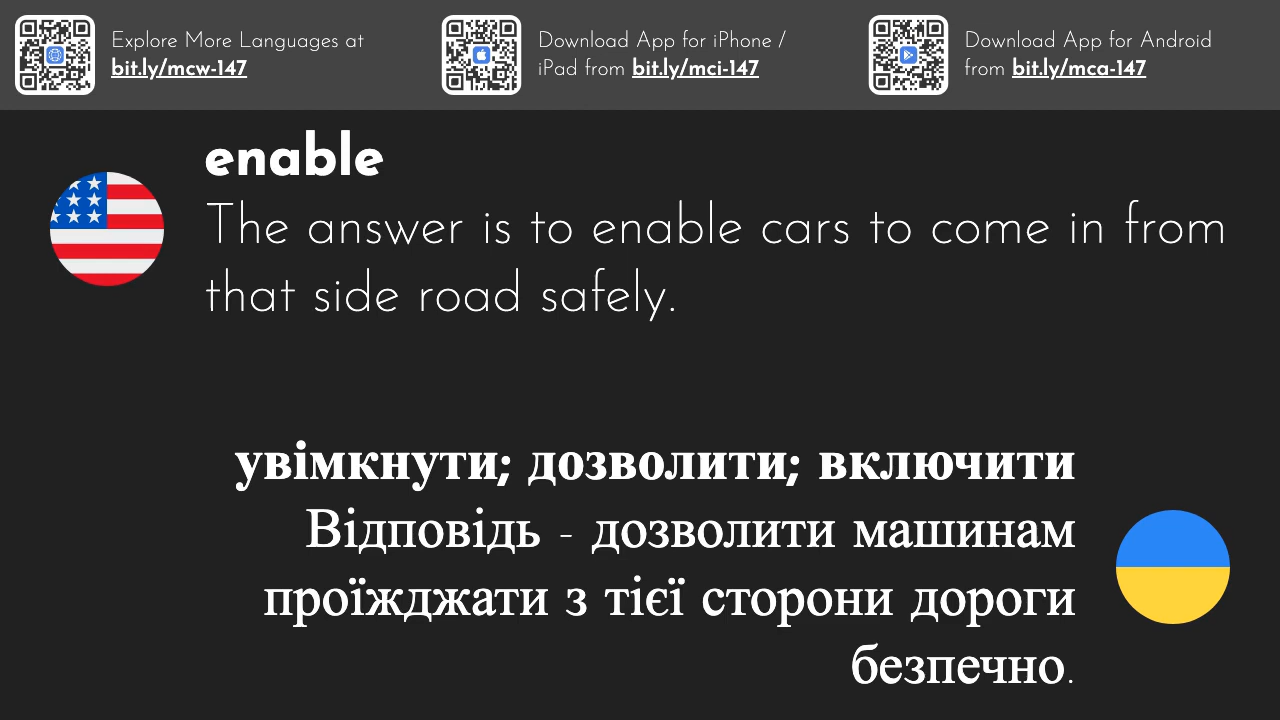 Explore More Languages at
bit.ly/mcw-147
Download App for iPhone /
iPad from bit.ly/mci-147
Download App for Android
from bit.ly/mca-147
enable
The answer is to enable cars to come in from
that side road safely.
увімкнути; дозволити; включити
Відповідь - дозволити машинам
проїжджати з тієї сторони дороги
безпечно.